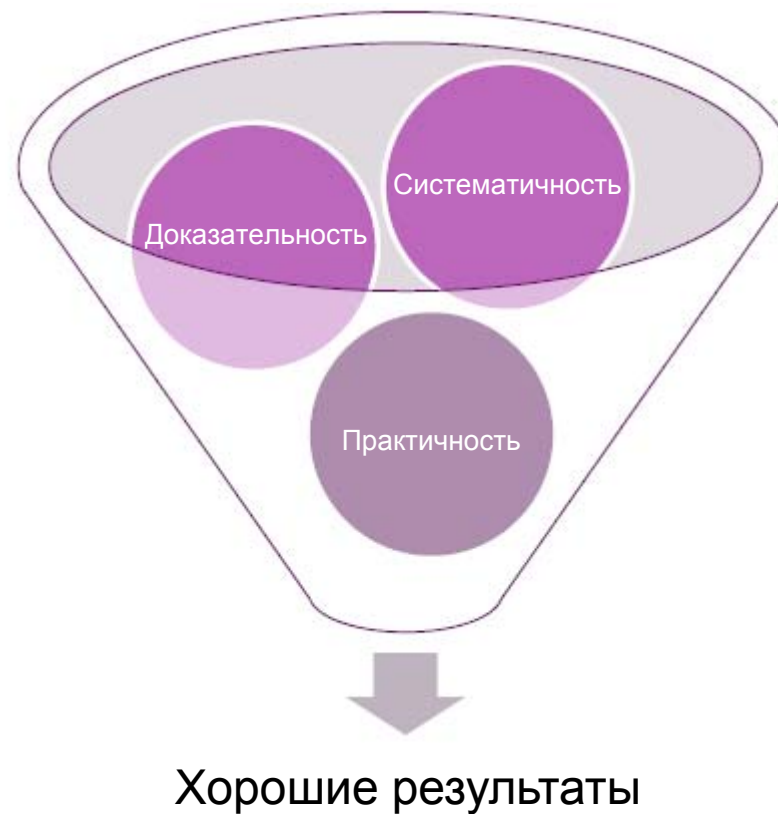 Систематичность
Доказательность
Практичность
Хорошие результаты